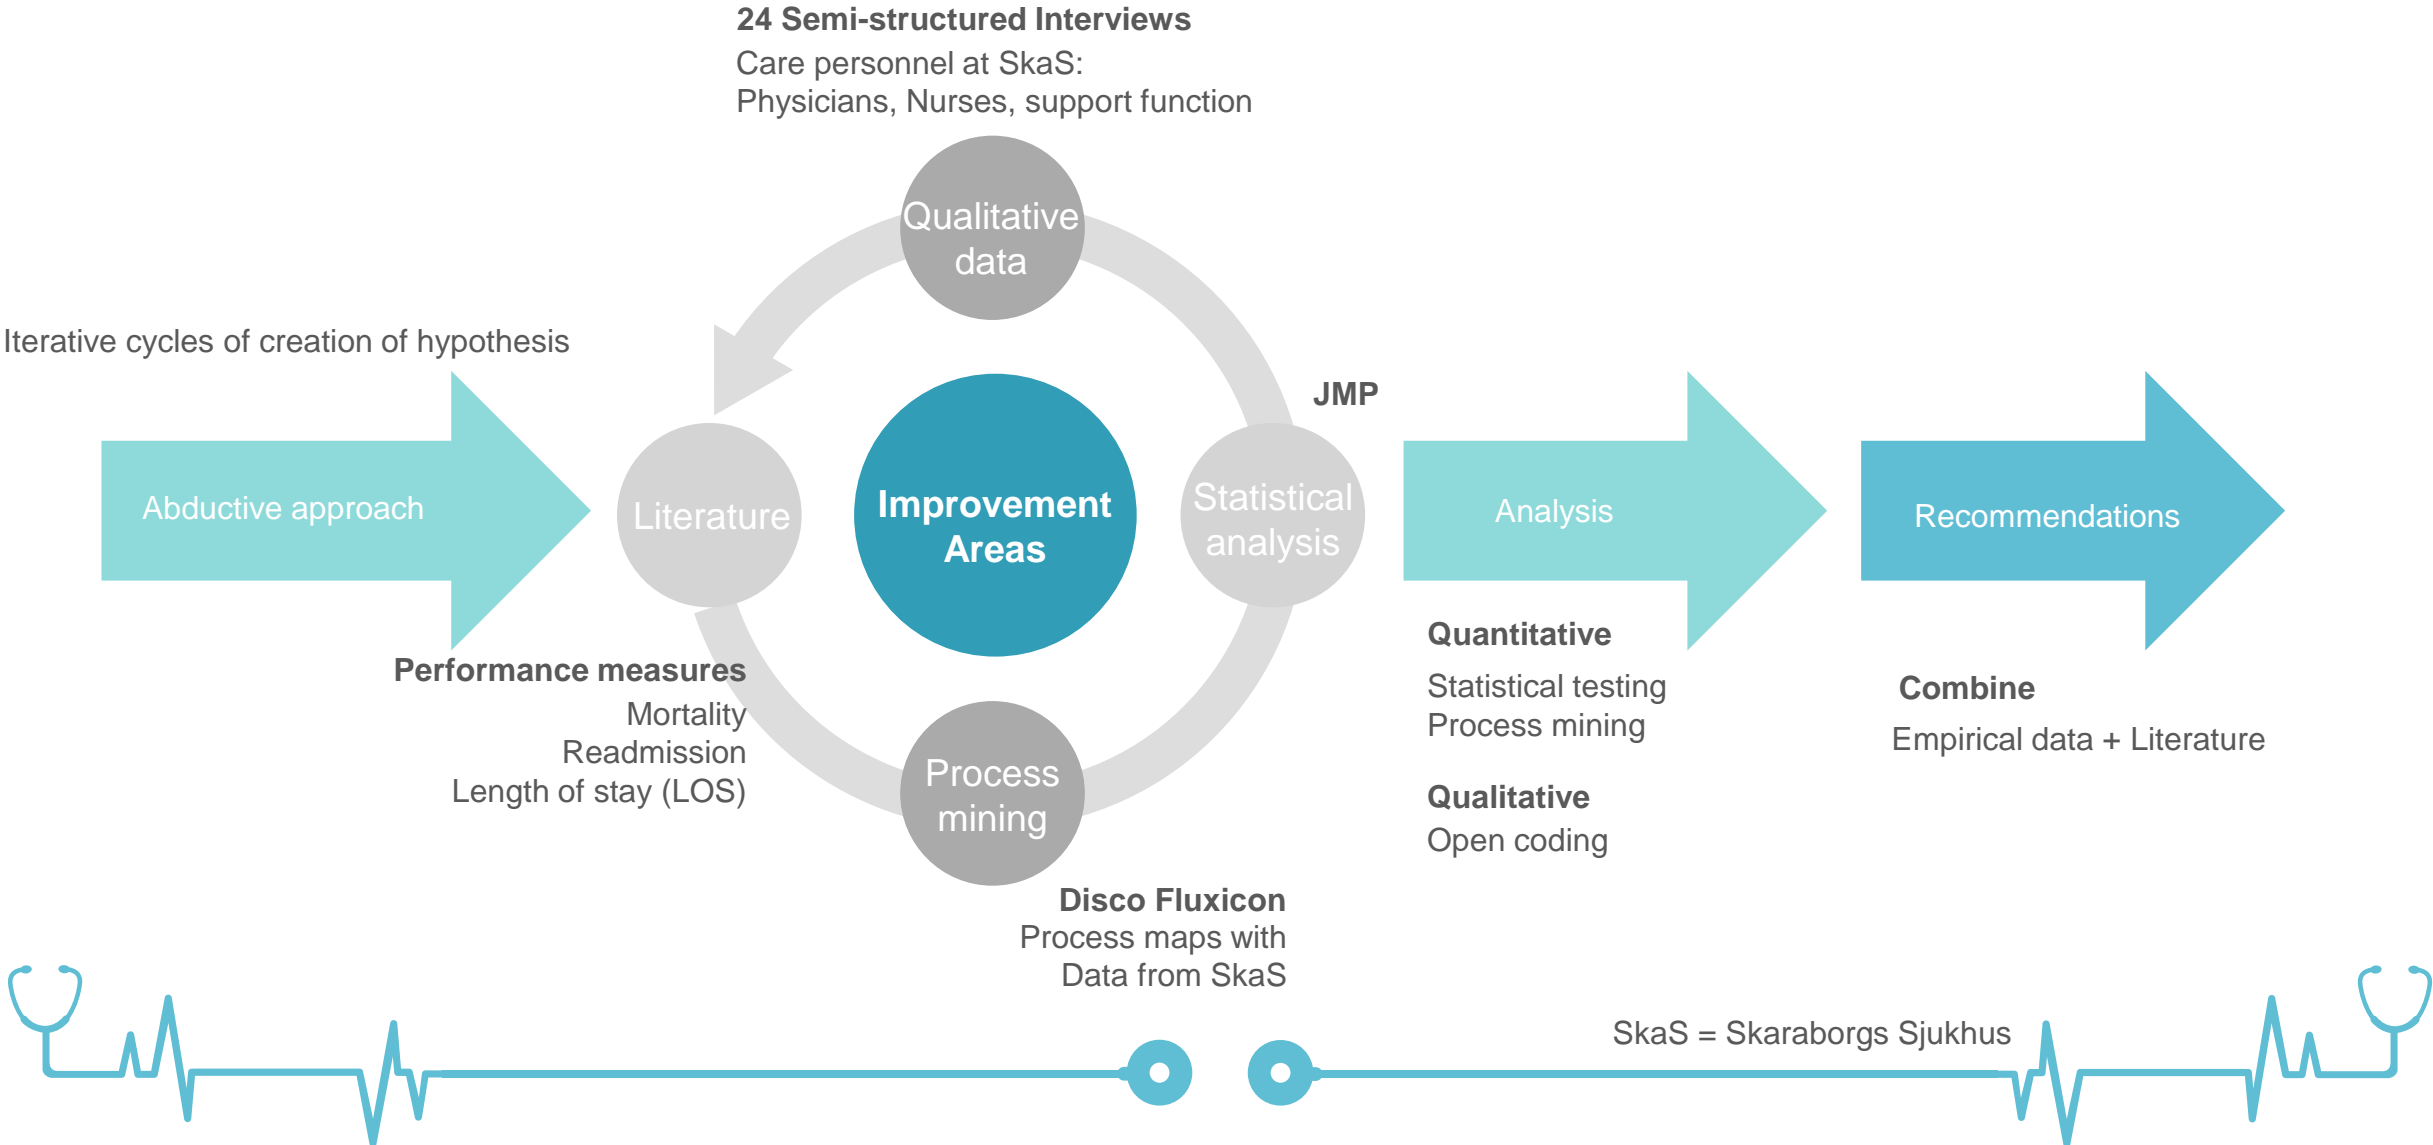 24 Semi-structured Interviews
Care personnel at SkaS:
Physicians, Nurses, support function
Qualitative
data
Iterative cycles of creation of hypothesis
Abductive approach
Literature
Improvement
Areas
JMP
Statistical
analysis
Performance measures
Mortality
Readmission
Length of stay (LOS)
Process
mining
Disco Fluxicon
Process maps with
Data from SkaS
Analysis
Quantitative
Statistical testing
Process mining
Qualitative
Open coding
Recommendations
Combine
Empirical data + Literature
SkaS = Skaraborgs Sjukhus